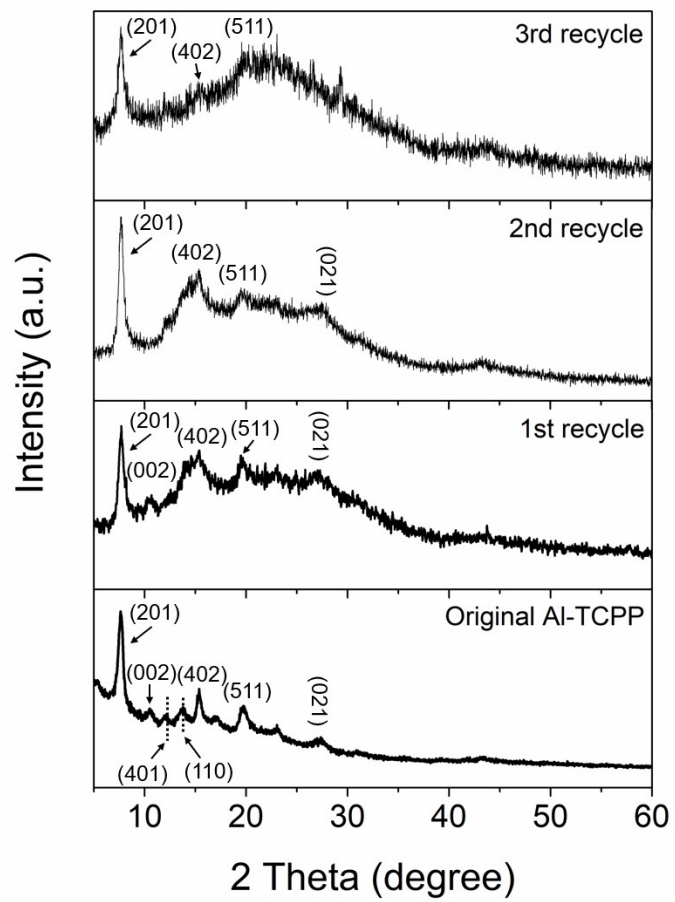 Intensity (a.u.)
3rd recycle
(201)
(402)
(511)
2nd recycle
(201)
(402)
(511)
(021)
1st recycle
(201)
(002)
(402)
(511)
(021)
Original Al-TCPP
(201)
(002)
(402)
(511)
(021)
(401)
(110)
10 20 30 40 50 60
2 Theta (degree)